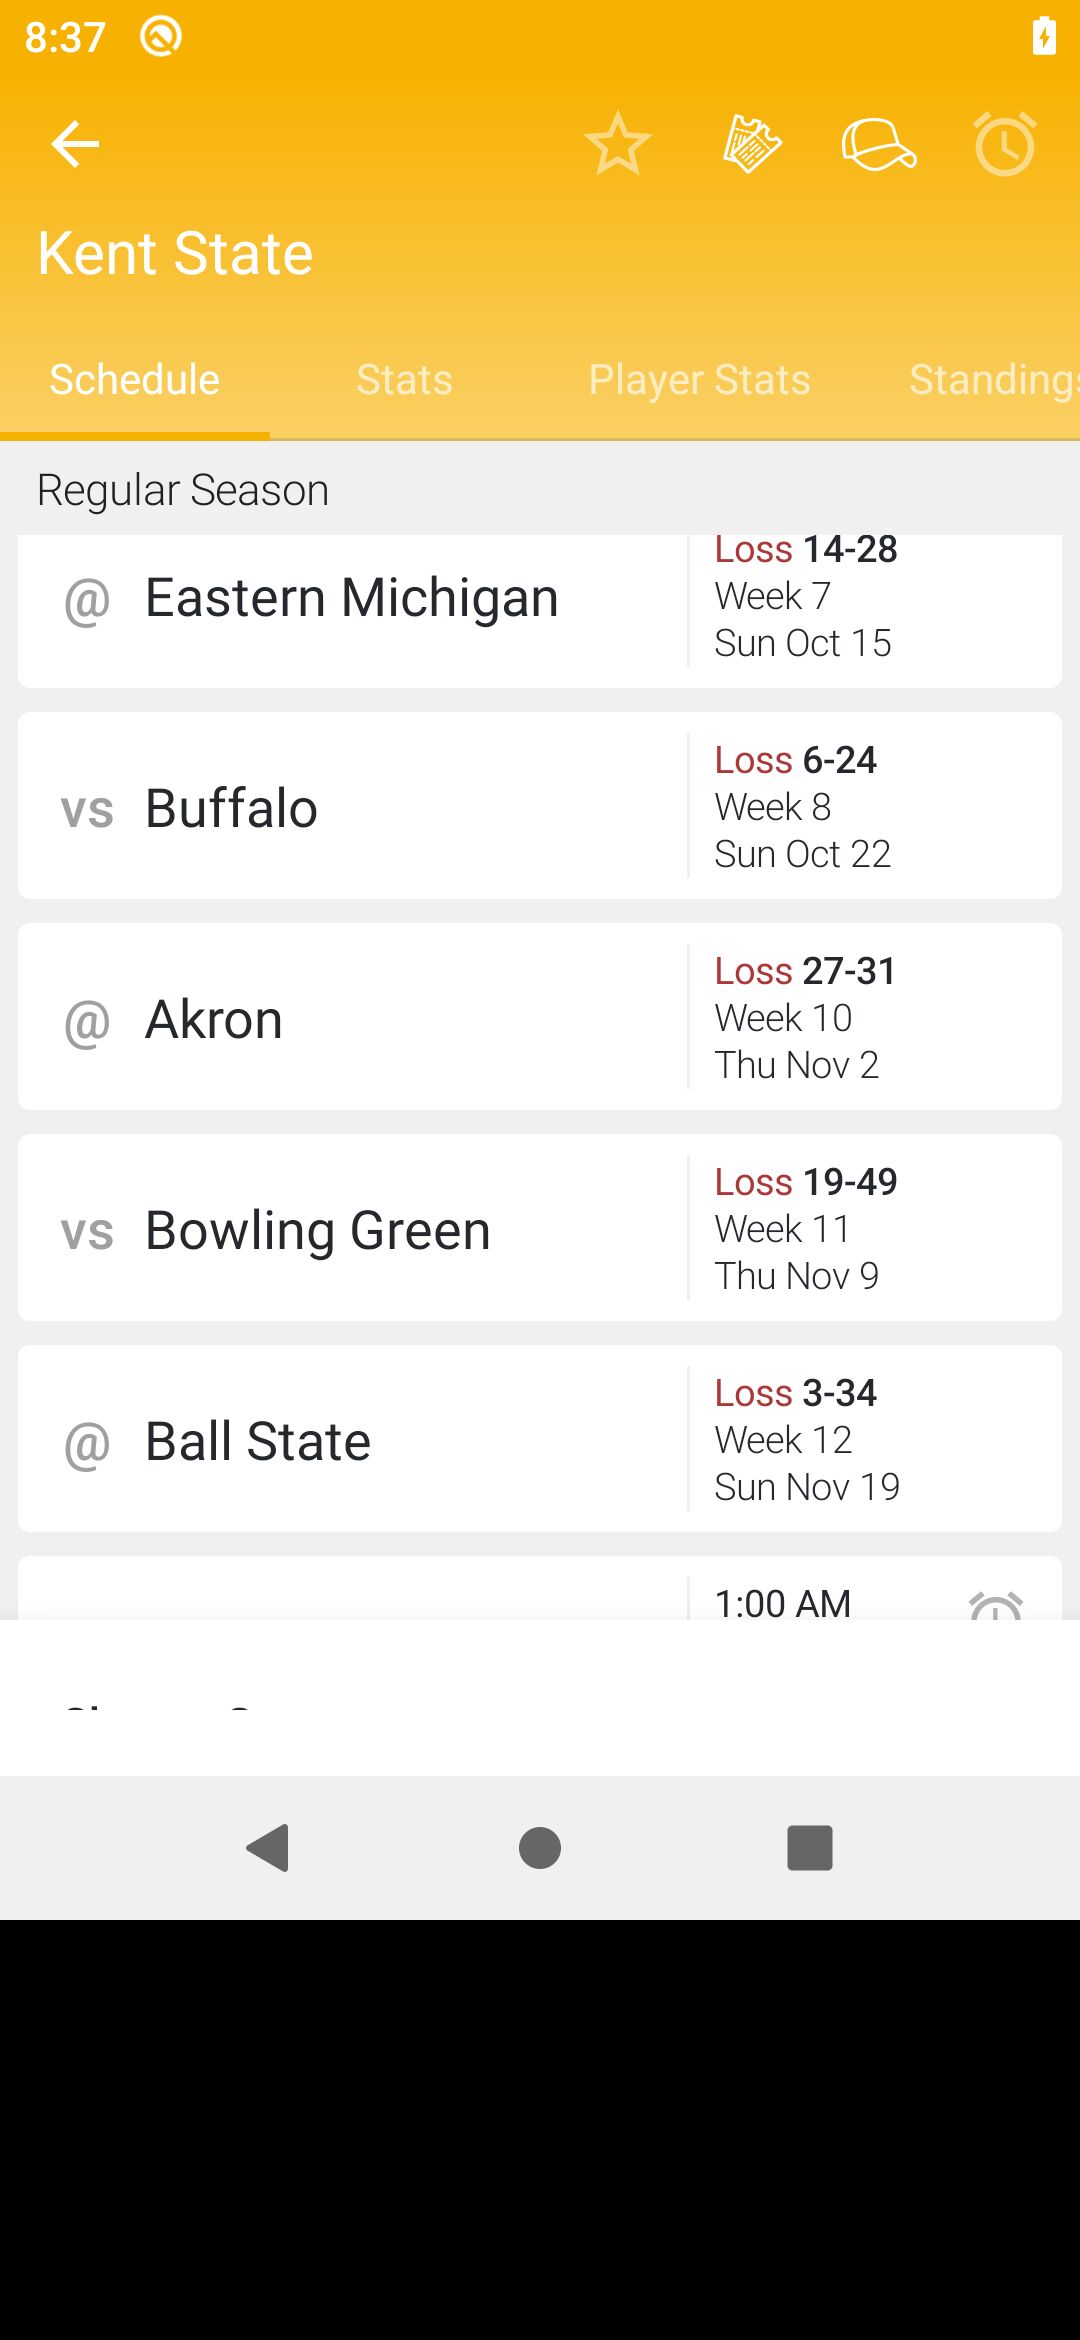 8:37
Kent State
Schedule
Stats
Player Stats
Standings
Regular Season
Loss 14-28
@ Eastern Michigan
Week 7
Sun Oct 15
Loss 6-24
vs Buffalo
Week 8
Sun Oct 22
Loss 27-31
@ Akron
Week 10
Thu Nov 2
Loss 19-49
vs Bowling Green
Week 11
Thu Nov 9
Loss 3-34
@ Ball State
Week 12
Sun Nov 19
1:00 AM